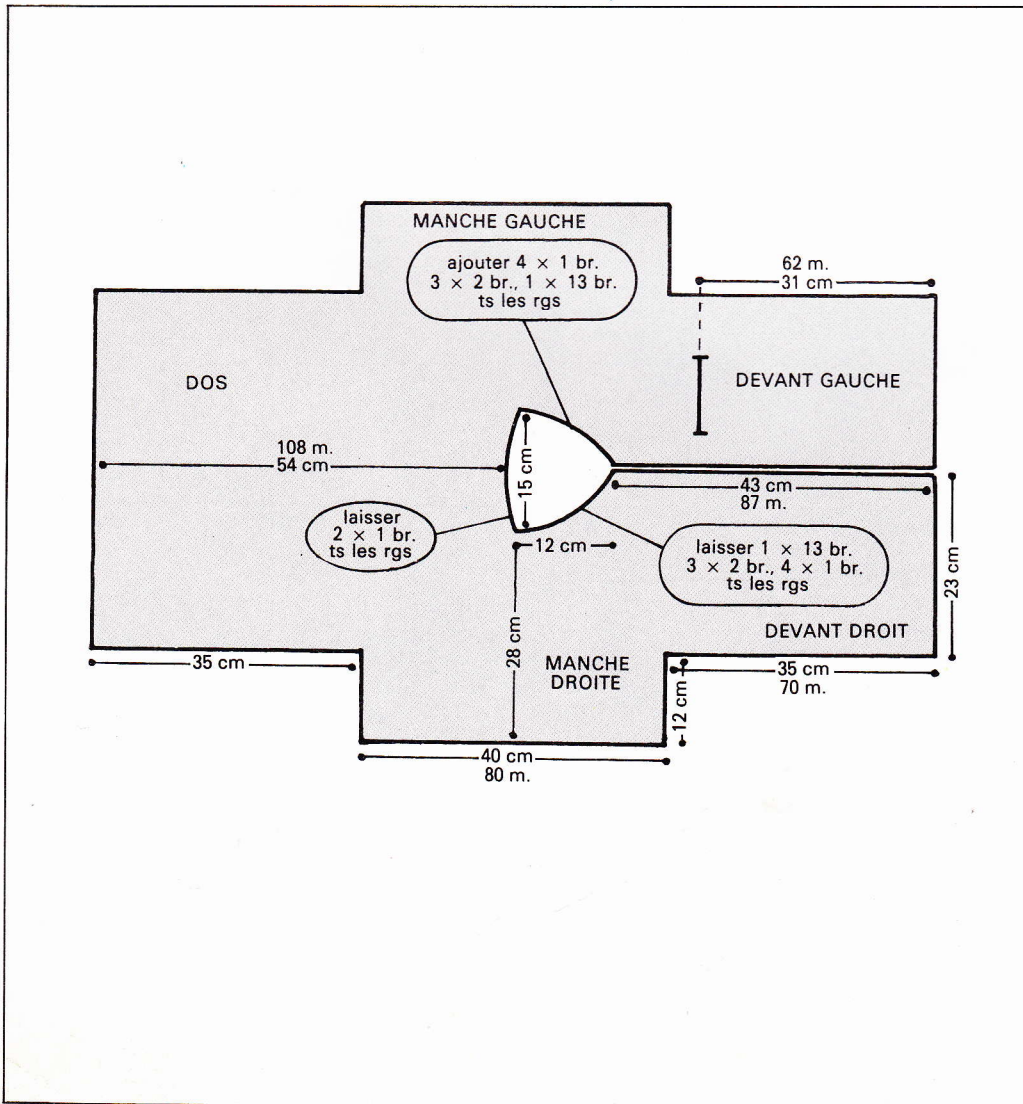 MANCHE GAUCHE
ajouter 4 × 1 br.
3 × 2 br., 1 × 13 br.
ts les rgs
62 m.
31 cm
DOS
DEVANT GAUCHE
108 m.
54 cm
15 cm
43 cm
87 m.
laisser
2 × 1 br.
ts les rgs
12 cm
laisser 1 × 13 br.
3 × 2 br., 4 × 1 br.
ts les rgs
23 cm
28 cm
DEVANT DROIT
35 cm
MANCHE
DROITE
12 cm
35 cm
70 m.
40 cm
80 m.